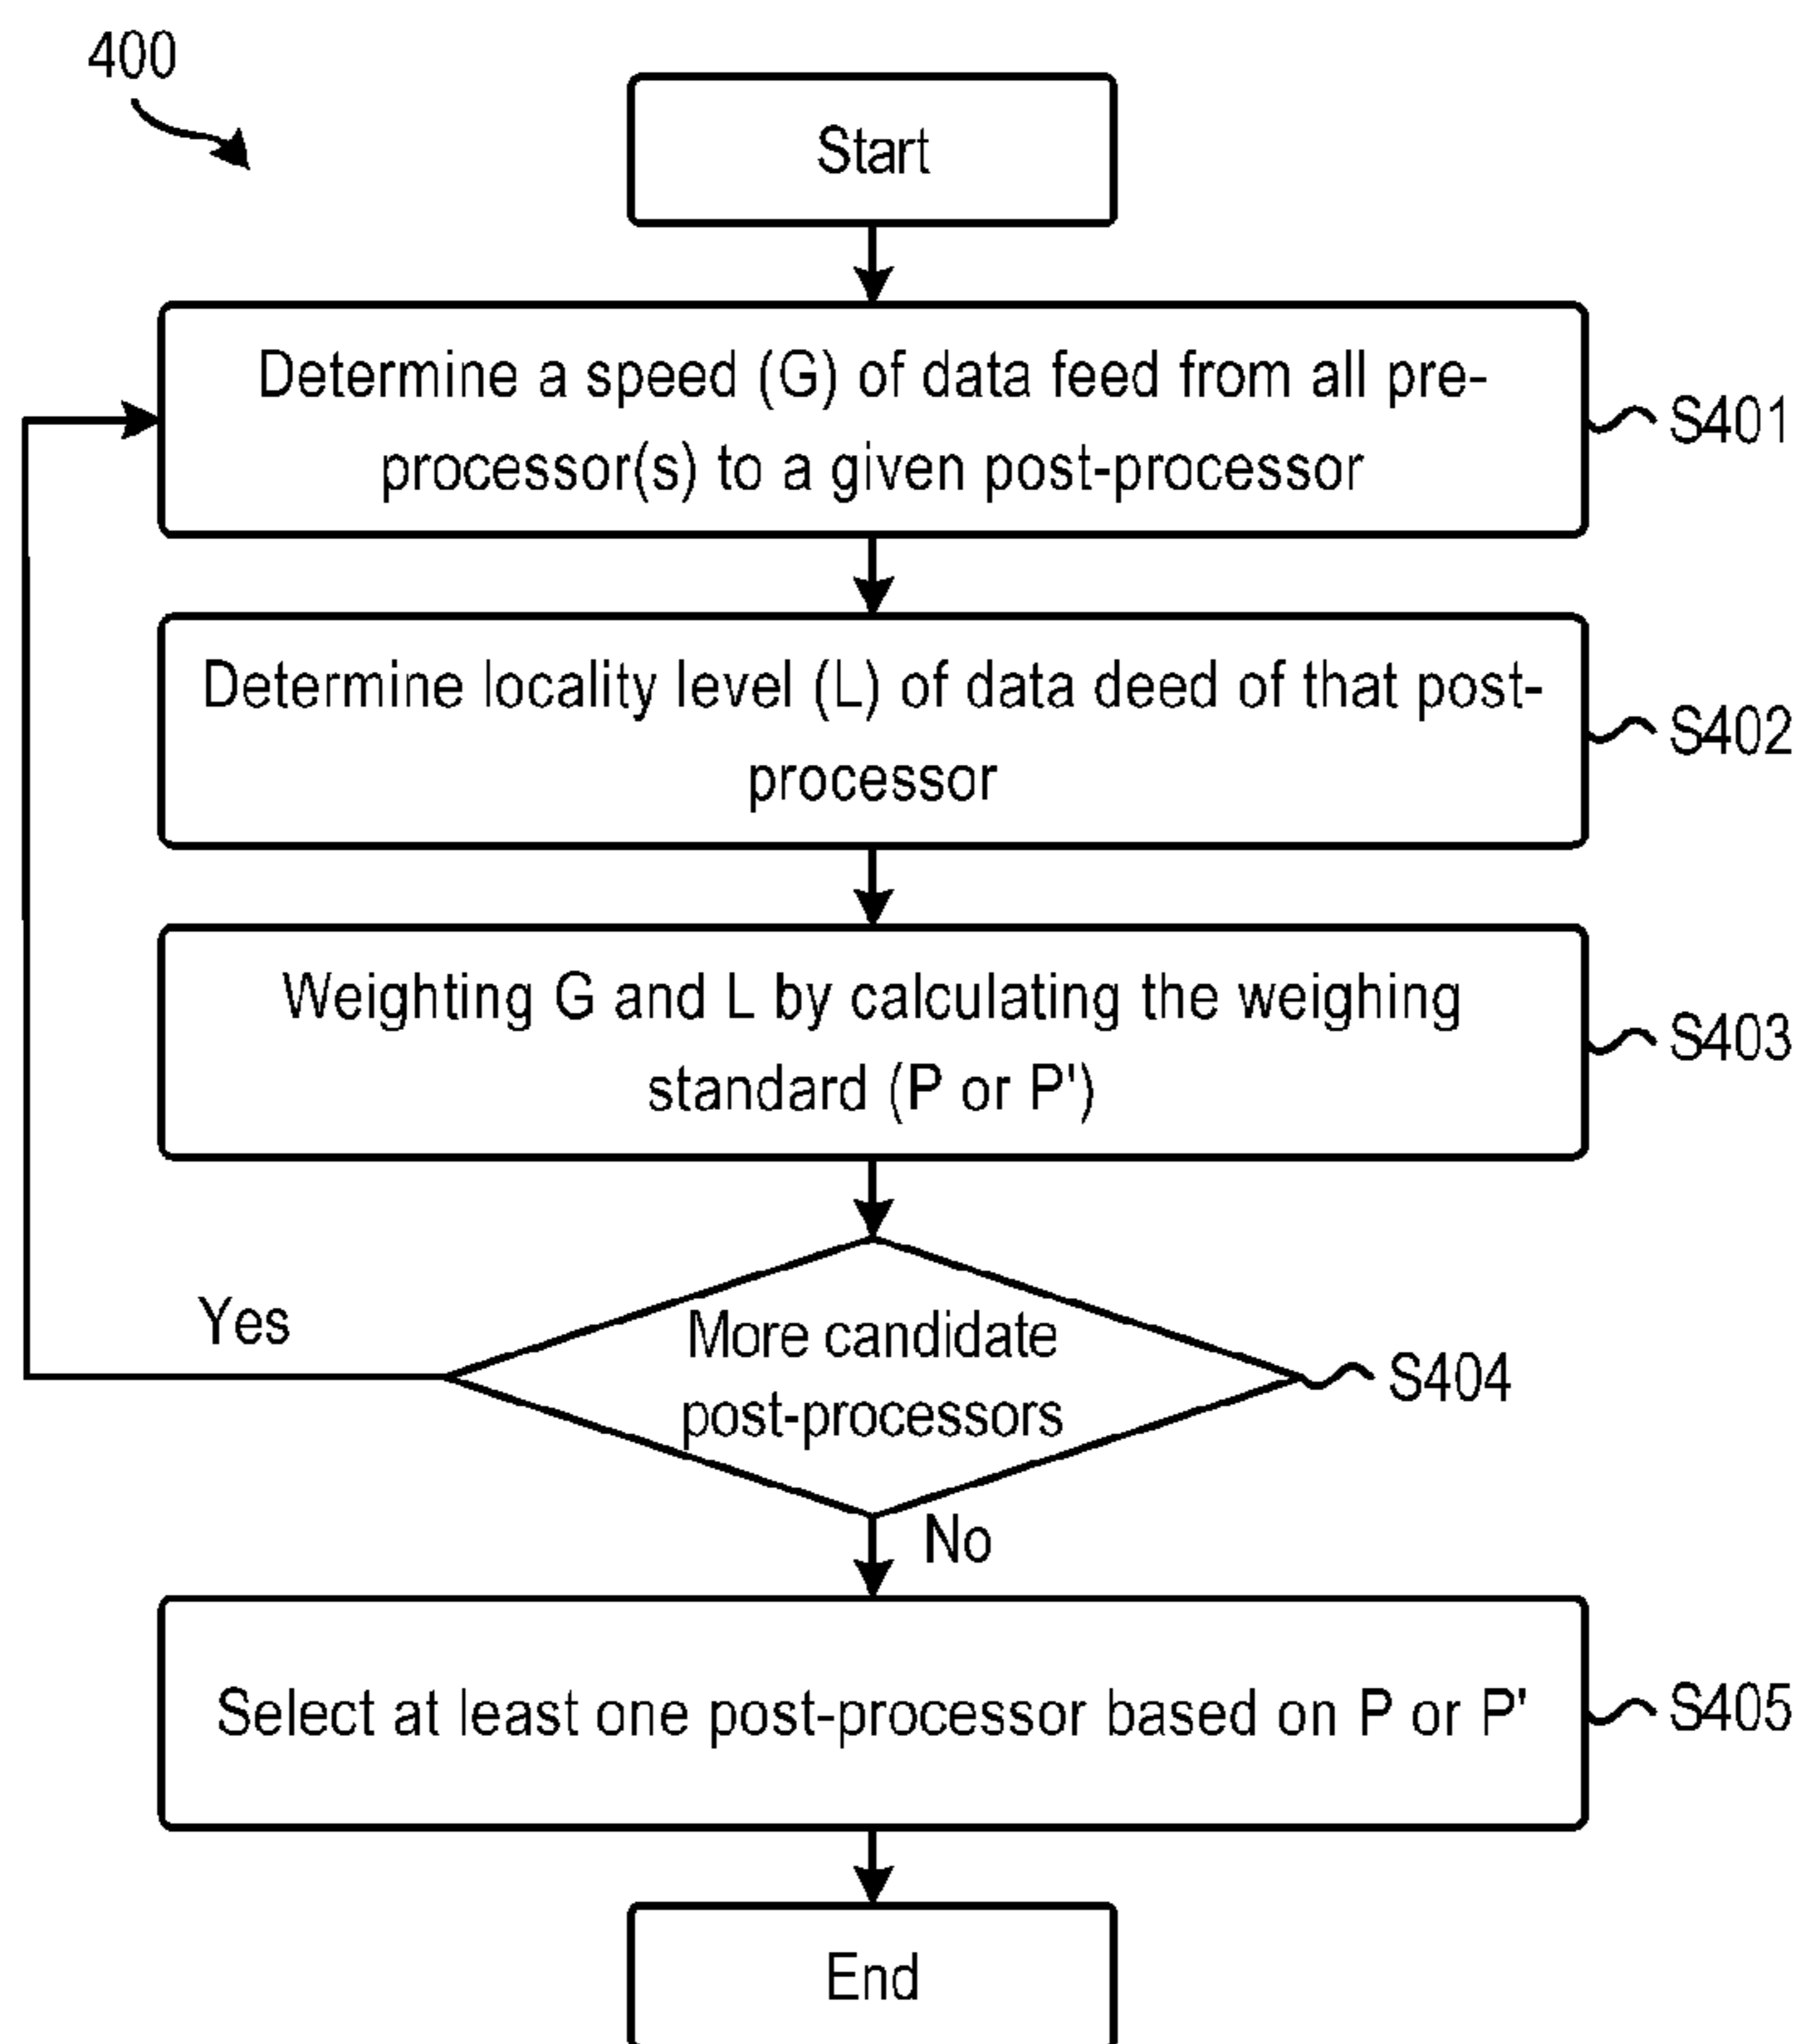 400
Start
Determine a speed (G) of data feed from all pre-
processor(s) to a given post-processor
S401
Determine locality level (L) of data deed of that post-
processor
S402
Weighting G and L by calculating the weighing
standard (P or P')
S403
Yes
More candidate
post-processors
S404
No
Select at least one post-processor based on P or P'
S405
End